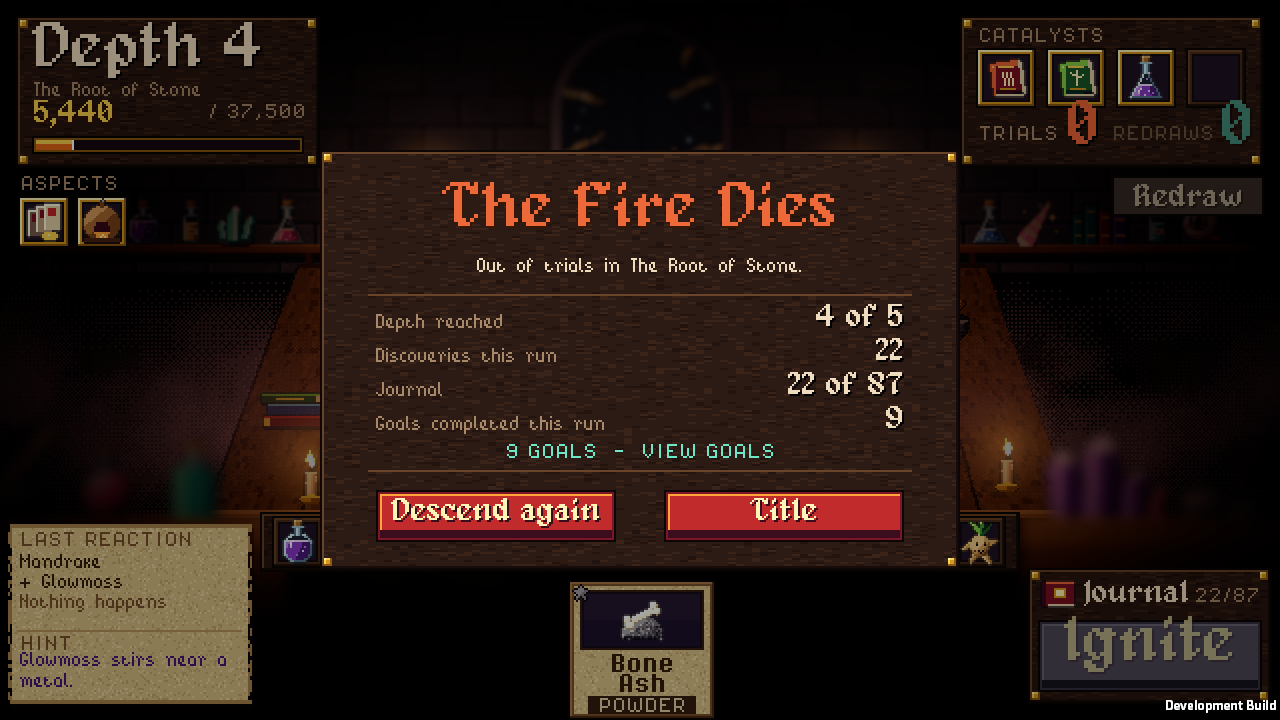 Depth 4
The Root of Stone
5,440 / 37,500
ASPECTS
CATALYSTS
TRIALS 0 REDRAWS 0
Redraw
The Fire Dies
Out of trials in The Root of Stone.
Depth reached 4 of 5
Discoveries this run 22
Journal 22 of 87
Goals completed this run 9
9 GOALS - VIEW GOALS
Descend again
Title
LAST REACTION
Mandrake
+ Glowmoss
Nothing happens
HINT
Glowmoss stirs near a
metal.
Bone
Ash
POWDER
Journal 22/87
Ignite
Development Build